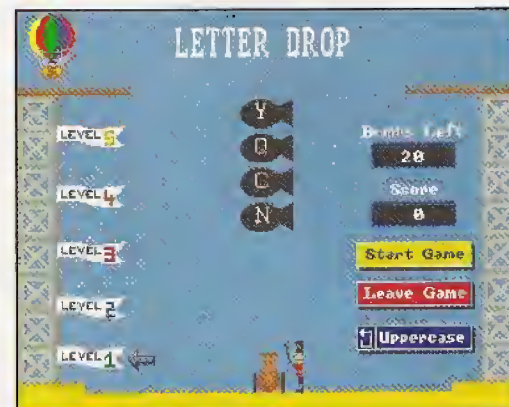 LETTER DROP
Y
Q
C
N
LEVEL 5
LEVEL 4
LEVEL 3
LEVEL 2
LEVEL 1
Bombs Left
20
Score
0
Start Game
Leave Game
Uppercase